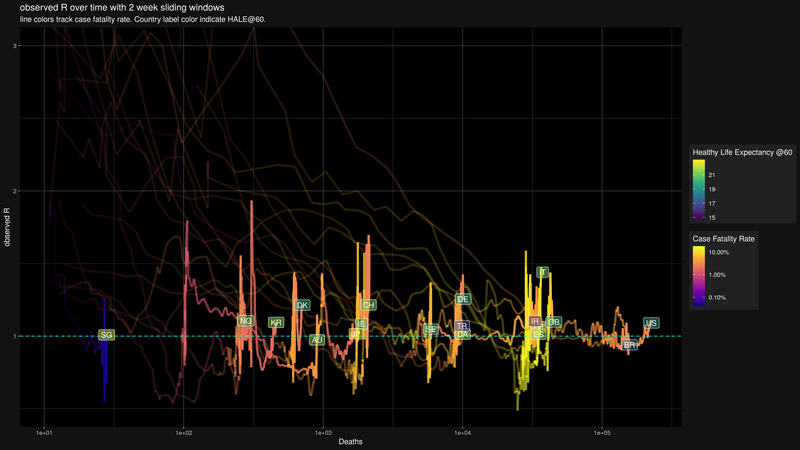 observed R over time with 2 week sliding windows
line colors track case fatality rate. Country label color indicate HALE@60.
observed R
3
2
1
SG
NO
KR
DK
AU
CH
IE
JP
SE
DE
TR
CA
IT
IR
GB
ES
BR
US
1e+01
1e+02
1e+03
1e+04
1e+05
Deaths
Healthy Life Expectancy @60
21
19
17
15
Case Fatality Rate
10.00%
1.00%
0.10%